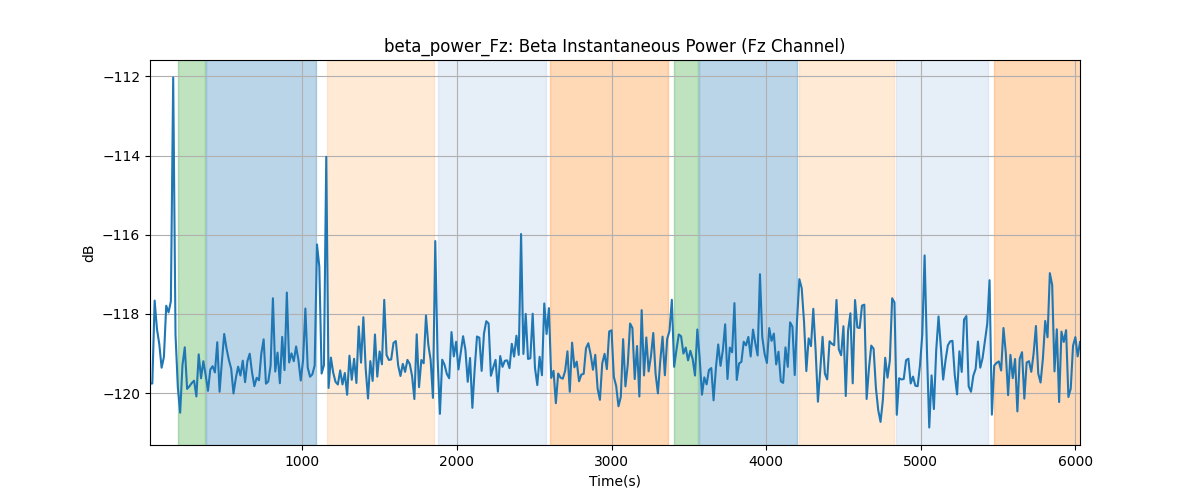 beta_power_Fz: Beta Instantaneous Power (Fz Channel)
−112
−114
−116
−118
−120
dB
1000 2000 3000 4000 5000 6000
Time(s)